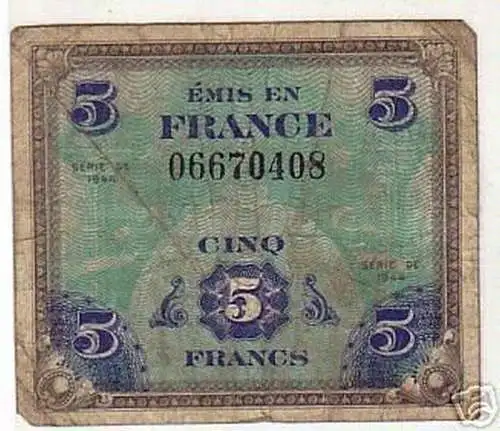 5 ÉMIS EN 5
FRANCE
06670408
SÉRIE DE
1944
CINQ
SÉRIE DE
1944
5 5 5
FRANCS